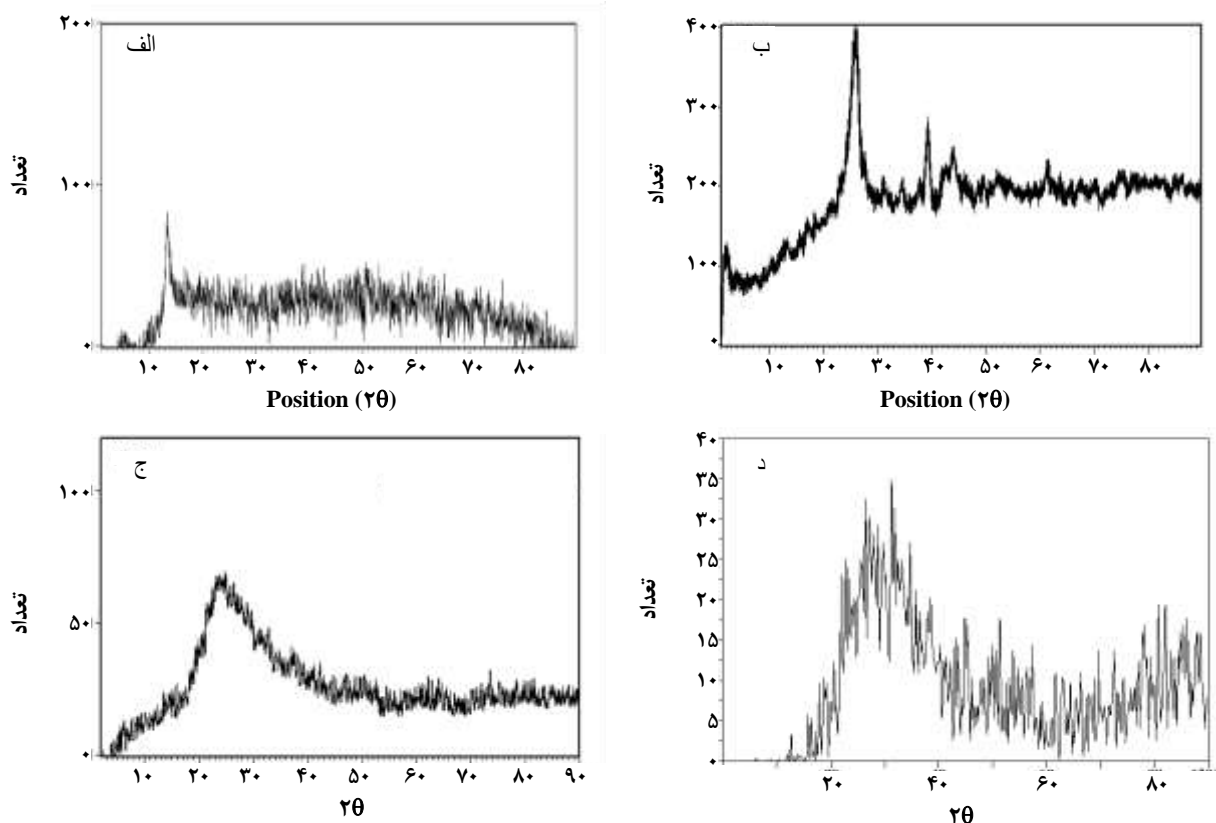 الف
۲۰۰
۱۰۰
۰
تعداد
۱۰ ۲۰ ۳۰ ۴۰ ۵۰ ۶۰ ۷۰ ۸۰
Position (۲θ)
ب
۴۰۰
۳۰۰
۲۰۰
۱۰۰
۰
تعداد
۱۰ ۲۰ ۳۰ ۴۰ ۵۰ ۶۰ ۷۰ ۸۰
Position (۲θ)
ج
۱۰۰
۵۰
۰
تعداد
۱۰ ۲۰ ۳۰ ۴۰ ۵۰ ۶۰ ۷۰ ۸۰ ۹۰
۲θ
د
۴۰
۳۵
۳۰
۲۵
۲۰
۱۵
۱۰
۵
۰
تعداد
۲۰ ۴۰ ۶۰ ۸۰
۲θ